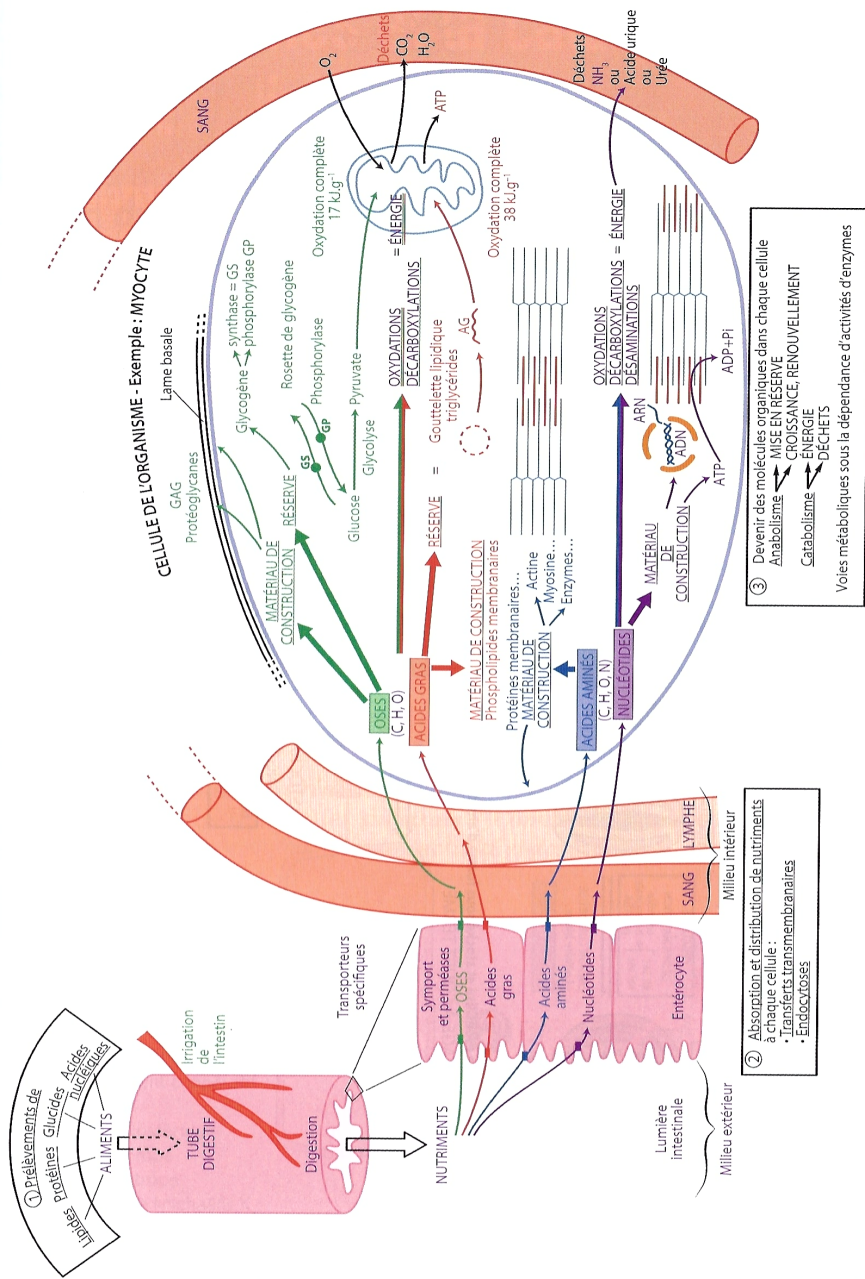 ① Prélèvements de
Lipides Protéines Glucides Acides
nucléiques
ALIMENTS
TUBE
DIGESTIF
Irrigation
de
l'intestin
Digestion
NUTRIMENTS
Transporteurs
spécifiques
Symport
et perméases
OSES
Acides
gras
Acides
aminés
Nucléotides
Entérocyte
Lumière
intestinale
Milieu extérieur
SANG
LYMPHE
Milieu intérieur
② Absorption et distribution de nutriments
à chaque cellule :
• Transferts transmembranaires
• Endocytoses
CELLULE DE L'ORGANISME - Exemple : MYOCYTE
Lame basale
GAG
Protéoglycanes
MATÉRIAU DE
CONSTRUCTION
RÉSERVE
Glycogène
synthase = GS
phosphorylase GP
Rosette de glycogène
Phosphorylase
GS
GP
Glucose
Glycolyse
Pyruvate
Oxydation complète
17 kJ.g-1
OSES
(C, H, O)
ACIDES GRAS
OXYDATIONS
DÉCARBOXYLATIONS
= ÉNERGIE
RÉSERVE
=
Gouttelette lipidique
triglycérides
AG
Oxydation complète
38 kJ.g-1
MATÉRIAU DE CONSTRUCTION
Phospholipides membranaires
Protéines membranaires...
MATÉRIAU DE
CONSTRUCTION
Actine
Myosine...
Enzymes...
ACIDES AMINÉS
(C, H, O, N)
NUCLÉOTIDES
OXYDATIONS
DÉCARBOXYLATIONS
DÉSAMINATIONS
= ÉNERGIE
MATÉRIAU
DE
CONSTRUCTION
ARN
ADN
ATP
ADP+Pi
SANG
O2
Déchets
CO2
H2O
ATP
Déchets
NH3
ou
Acide urique
ou
Urée
③ Devenir des molécules organiques dans chaque cellule
Anabolisme
MISE EN RÉSERVE
CROISSANCE, RENOUVELLEMENT
Catabolisme
ÉNERGIE
DÉCHETS
Voies métaboliques sous la dépendance d'activités d'enzymes